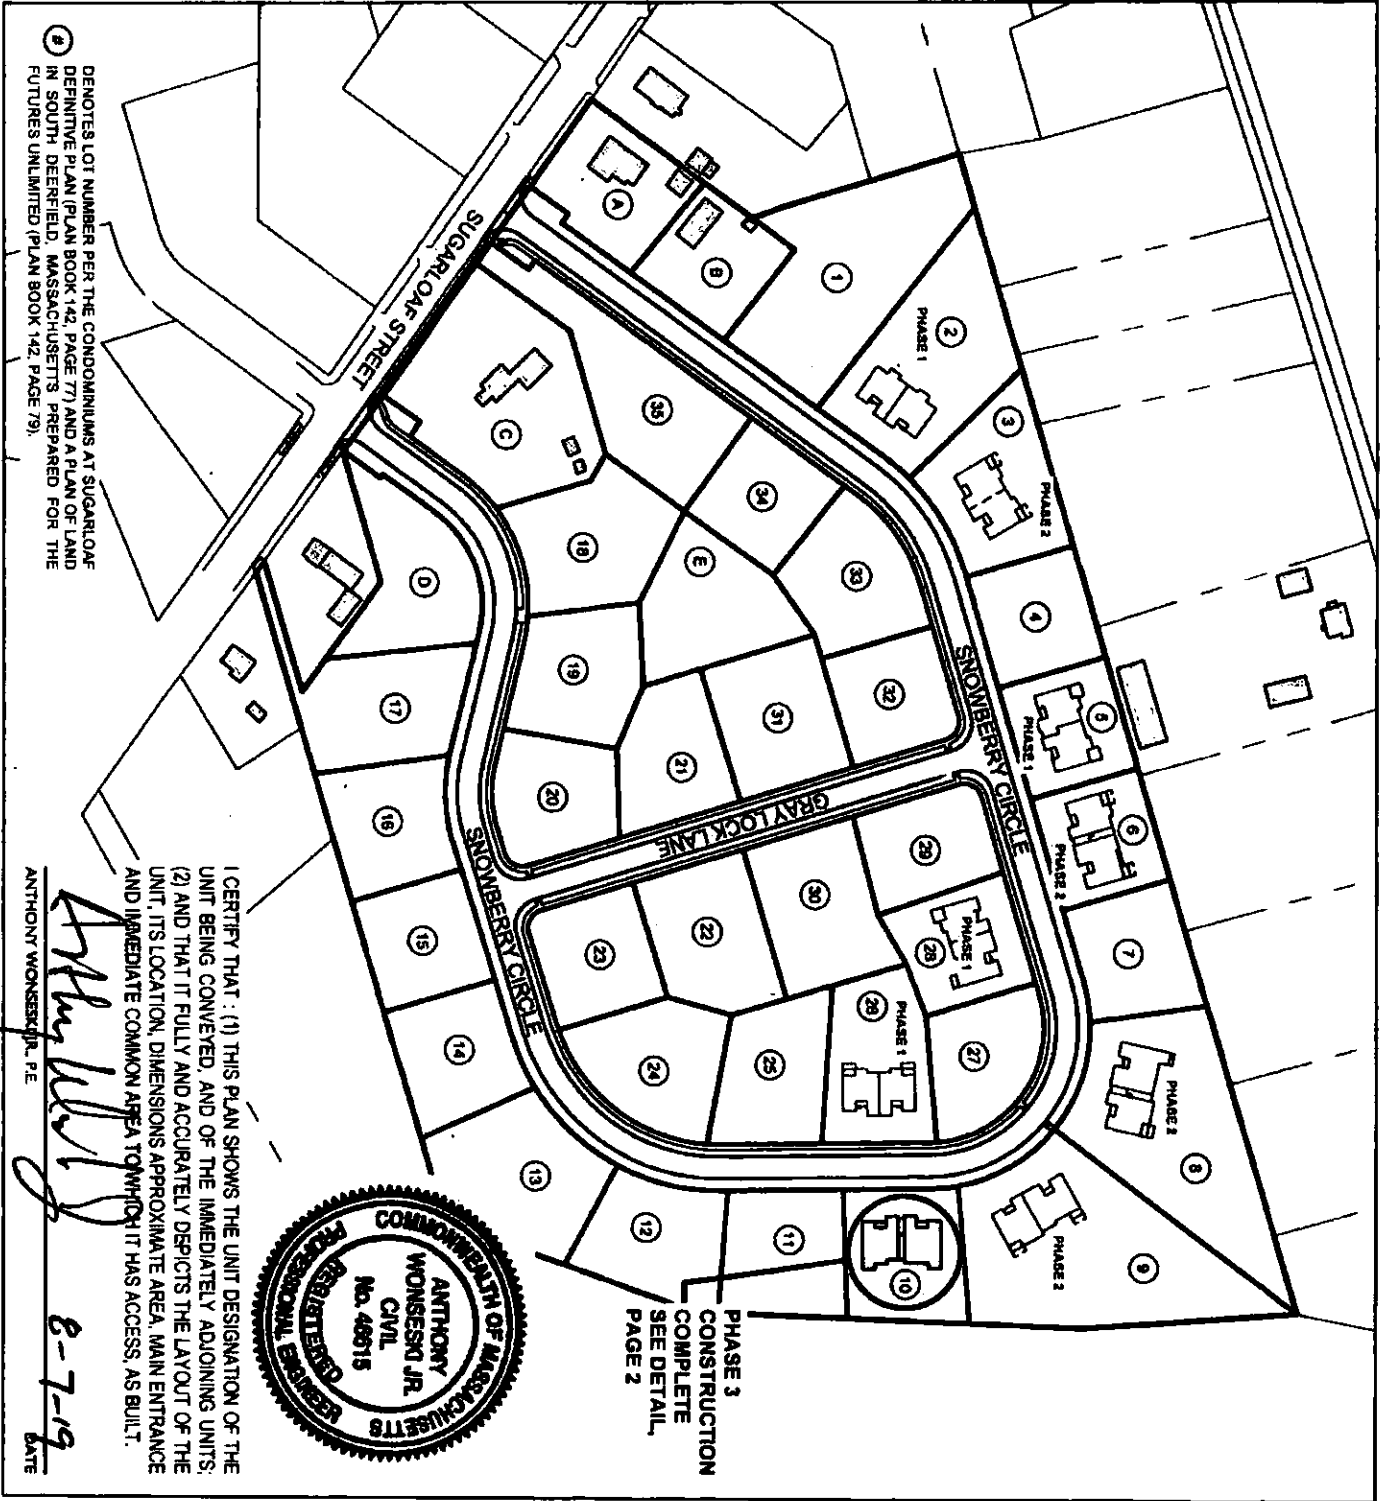 # DENOTES LOT NUMBER PER THE CONDOMINIUMS AT SUGARLOAF
DEFINITIVE PLAN (PLAN BOOK 142, PAGE 77) AND A PLAN OF LAND
IN SOUTH DEERFIELD, MASSACHUSETTS PREPARED FOR THE
FUTURES UNLIMITED (PLAN BOOK 142, PAGE 79).
SUGARLOAF STREET
SNOWBERRY CIRCLE
SNOWBERRY CIRCLE
GRAYLOCK LANE
SNOWBERRY CIRCLE
SNOWBERRY CIRCLE
A
B
C
D
E
1
2
PHASE 1
3
PHASE 2
4
5
PHASE 1
6
PHASE 2
7
8
PHASE 2
9
PHASE 2
10
11
12
13
14
15
16
17
18
19
20
21
22
23
24
25
26
PHASE 1
27
28
PHASE 1
29
30
31
32
33
34
35
PHASE 3
CONSTRUCTION
COMPLETE
SEE DETAIL,
PAGE 2
I CERTIFY THAT : (1) THIS PLAN SHOWS THE UNIT DESIGNATION OF THE
UNIT BEING CONVEYED, AND OF THE IMMEDIATELY ADJOINING UNITS;
(2) AND THAT IT FULLY AND ACCURATELY DEPICTS THE LAYOUT OF THE
UNIT, ITS LOCATION, DIMENSIONS APPROXIMATE AREA, MAIN ENTRANCE
AND IMMEDIATE COMMON AREA TO WHICH IT HAS ACCESS, AS BUILT.
ANTHONY WONSESKI JR. P.E.
8-7-19
DATE
COMMONWEALTH OF MASSACHUSETTS
ANTHONY
WONSESKI JR.
CIVIL
No. 46615
REGISTERED
PROFESSIONAL ENGINEER